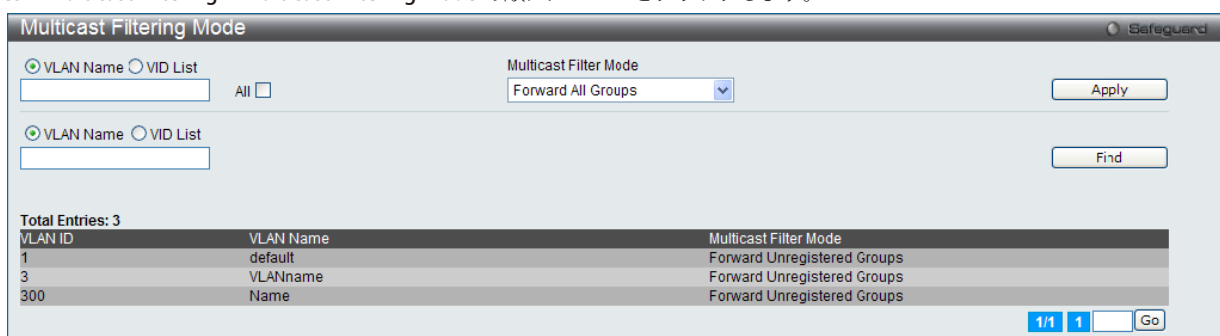 Multicast Filtering Mode
Safeguard
VLAN Name VID List
Multicast Filter Mode
All
Forward All Groups
Apply
VLAN Name VID List
Find
Total Entries: 3
VLAN ID VLAN Name Multicast Filter Mode
1 default Forward Unregistered Groups
3 VLANname Forward Unregistered Groups
300 Name Forward Unregistered Groups
1/1 1 Go